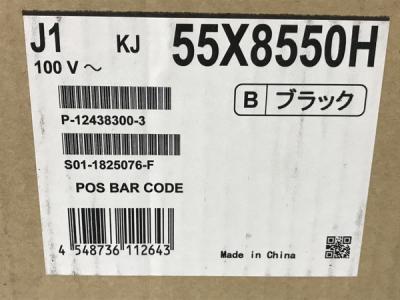 J1 KJ 55X8550H
100 V ～
B ブラック
P-12438300-3
S01-1825076-F
POS BAR CODE
4 548736 112643
Made in China